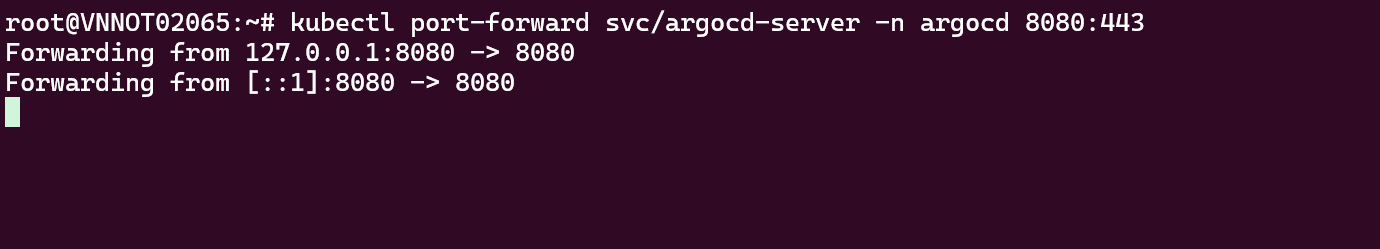 root@VNNOT02065:~# kubectl port-forward svc/argocd-server -n argocd 8080:443
Forwarding from 127.0.0.1:8080 -> 8080
Forwarding from [::1]:8080 -> 8080